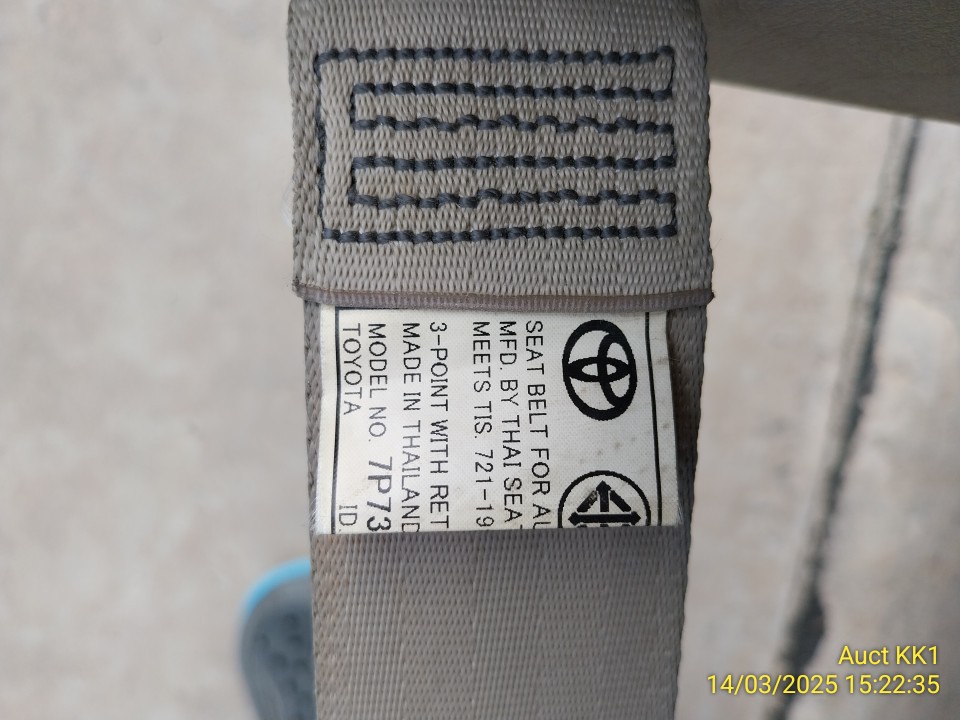 SEAT BELT FOR AU
MFD. BY THAI SEA
MEETS TIS. 721-19
3-POINT WITH RET
MADE IN THAILAND
MODEL NO. 7P73
TOYOTA ID.
Auct KK1
14/03/2025 15:22:35